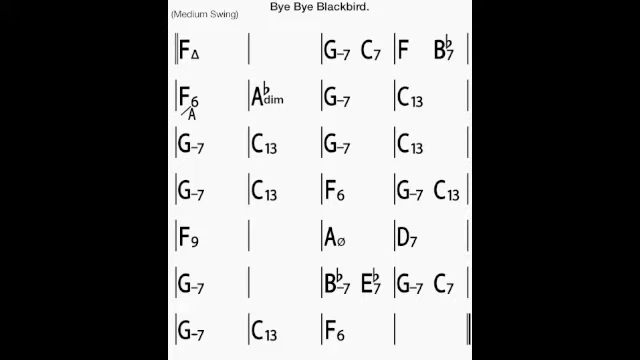 Bye Bye Blackbird.
(Medium Swing)
FΔ G–7 C7 F B♭7
F6/A A♭dim G–7 C13
G–7 C13 G–7 C13
G–7 C13 F6 G–7 C13
F9 AØ D7
G–7 B♭–7 E♭7 G–7 C7
G–7 C13 F6